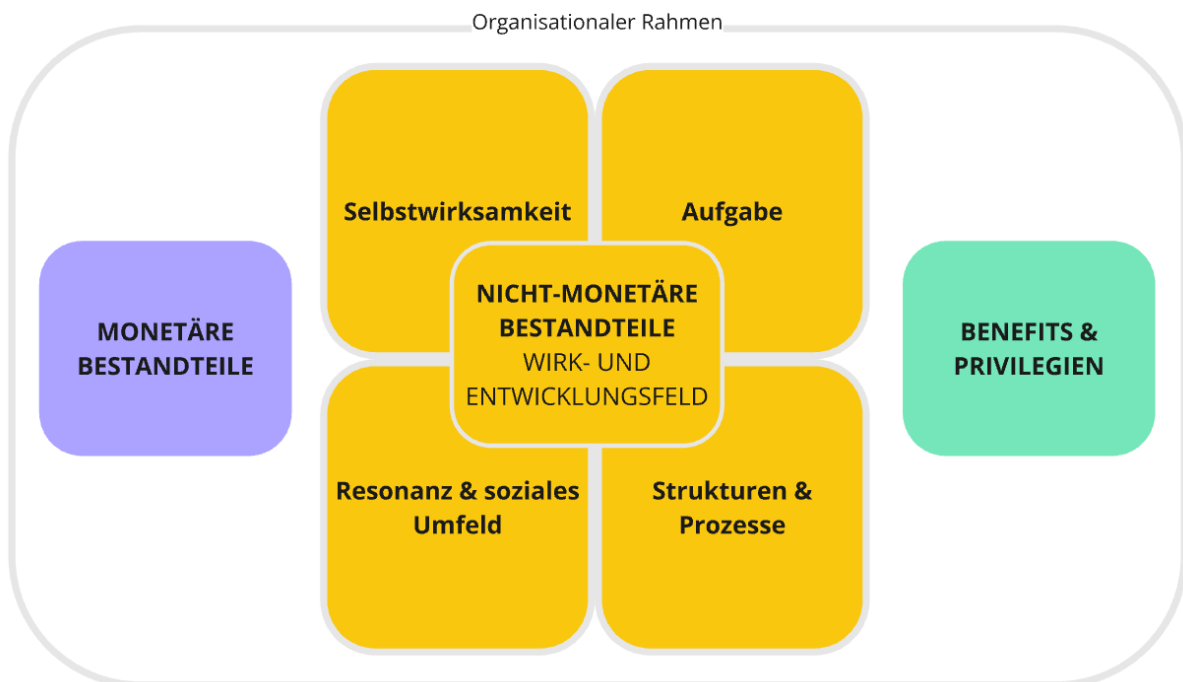 Organisationaler Rahmen
Selbstwirksamkeit
Aufgabe
MONETÄRE
BESTANDTEILE
NICHT-MONETÄRE
BESTANDTEILE
WIRK- UND
ENTWICKLUNGSFELD
BENEFITS &
PRIVILEGIEN
Resonanz & soziales
Umfeld
Strukturen &
Prozesse